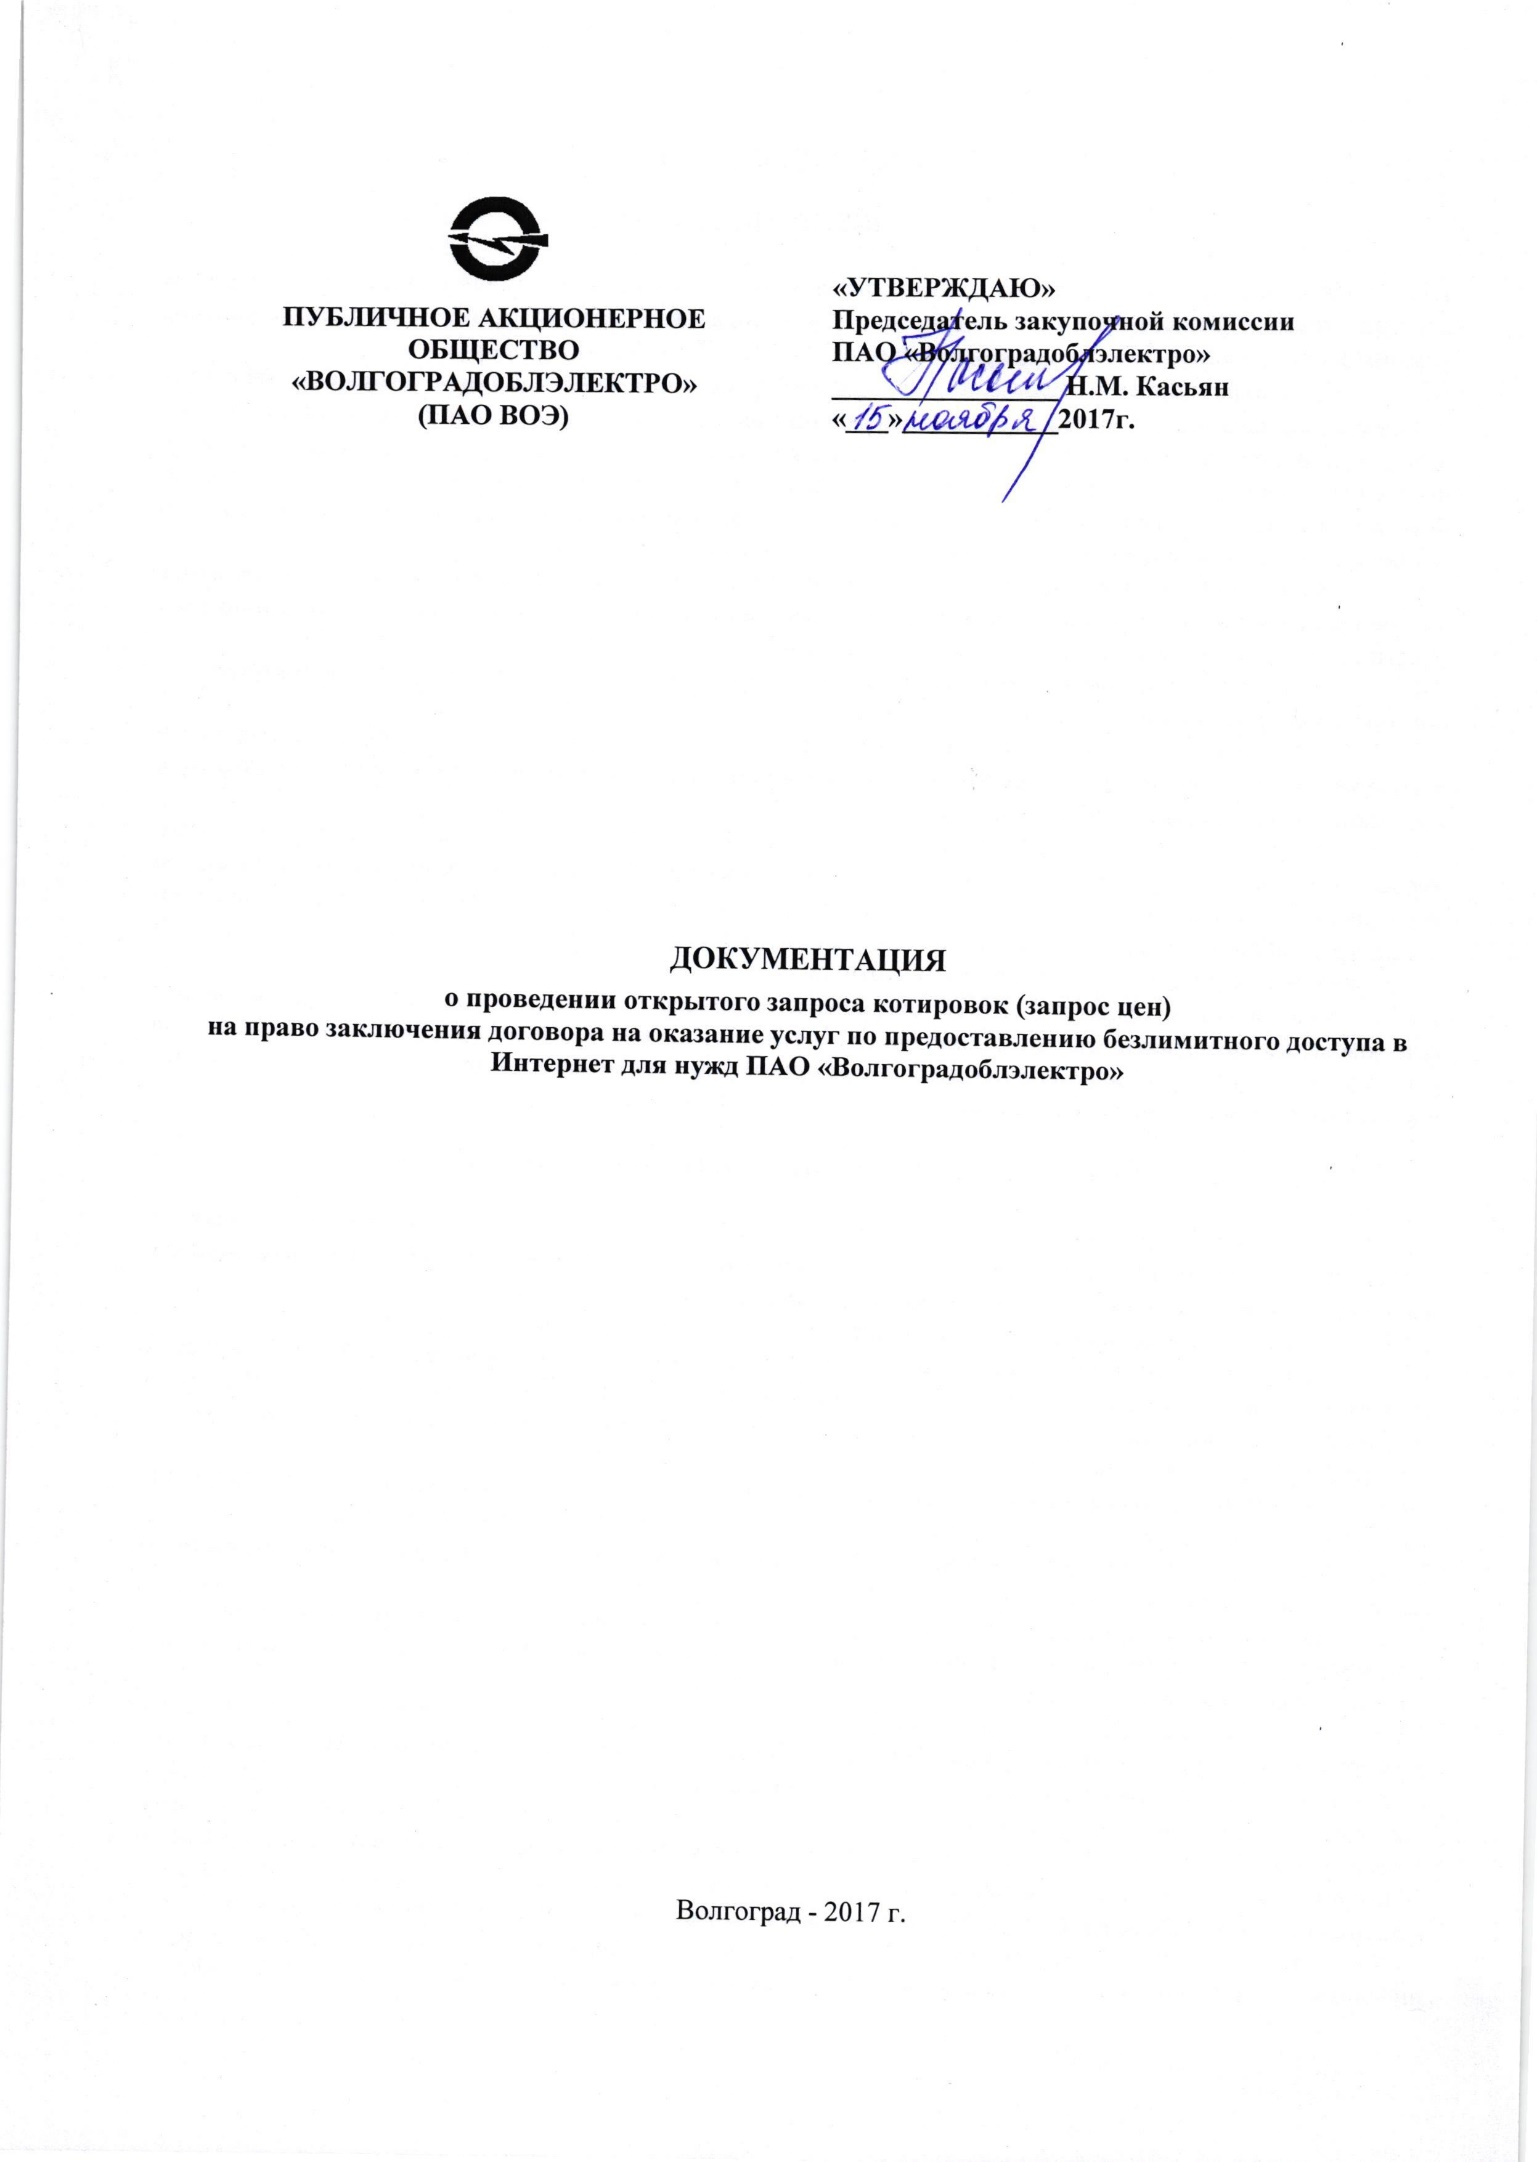 ПУБЛИЧНОЕ АКЦИОНЕРНОЕ
ОБЩЕСТВО
«ВОЛГОГРАДОБЛЭЛЕКТРО»
(ПАО ВОЭ)
«УТВЕРЖДАЮ»
Председатель закупочной комиссии
ПАО «Волгоградоблэлектро»
Н.М. Касьян
«15» ноября 2017г.
ДОКУМЕНТАЦИЯ
о проведении открытого запроса котировок (запрос цен)
на право заключения договора на оказание услуг по предоставлению безлимитного доступа в
Интернет для нужд ПАО «Волгоградоблэлектро»
Волгоград - 2017 г.